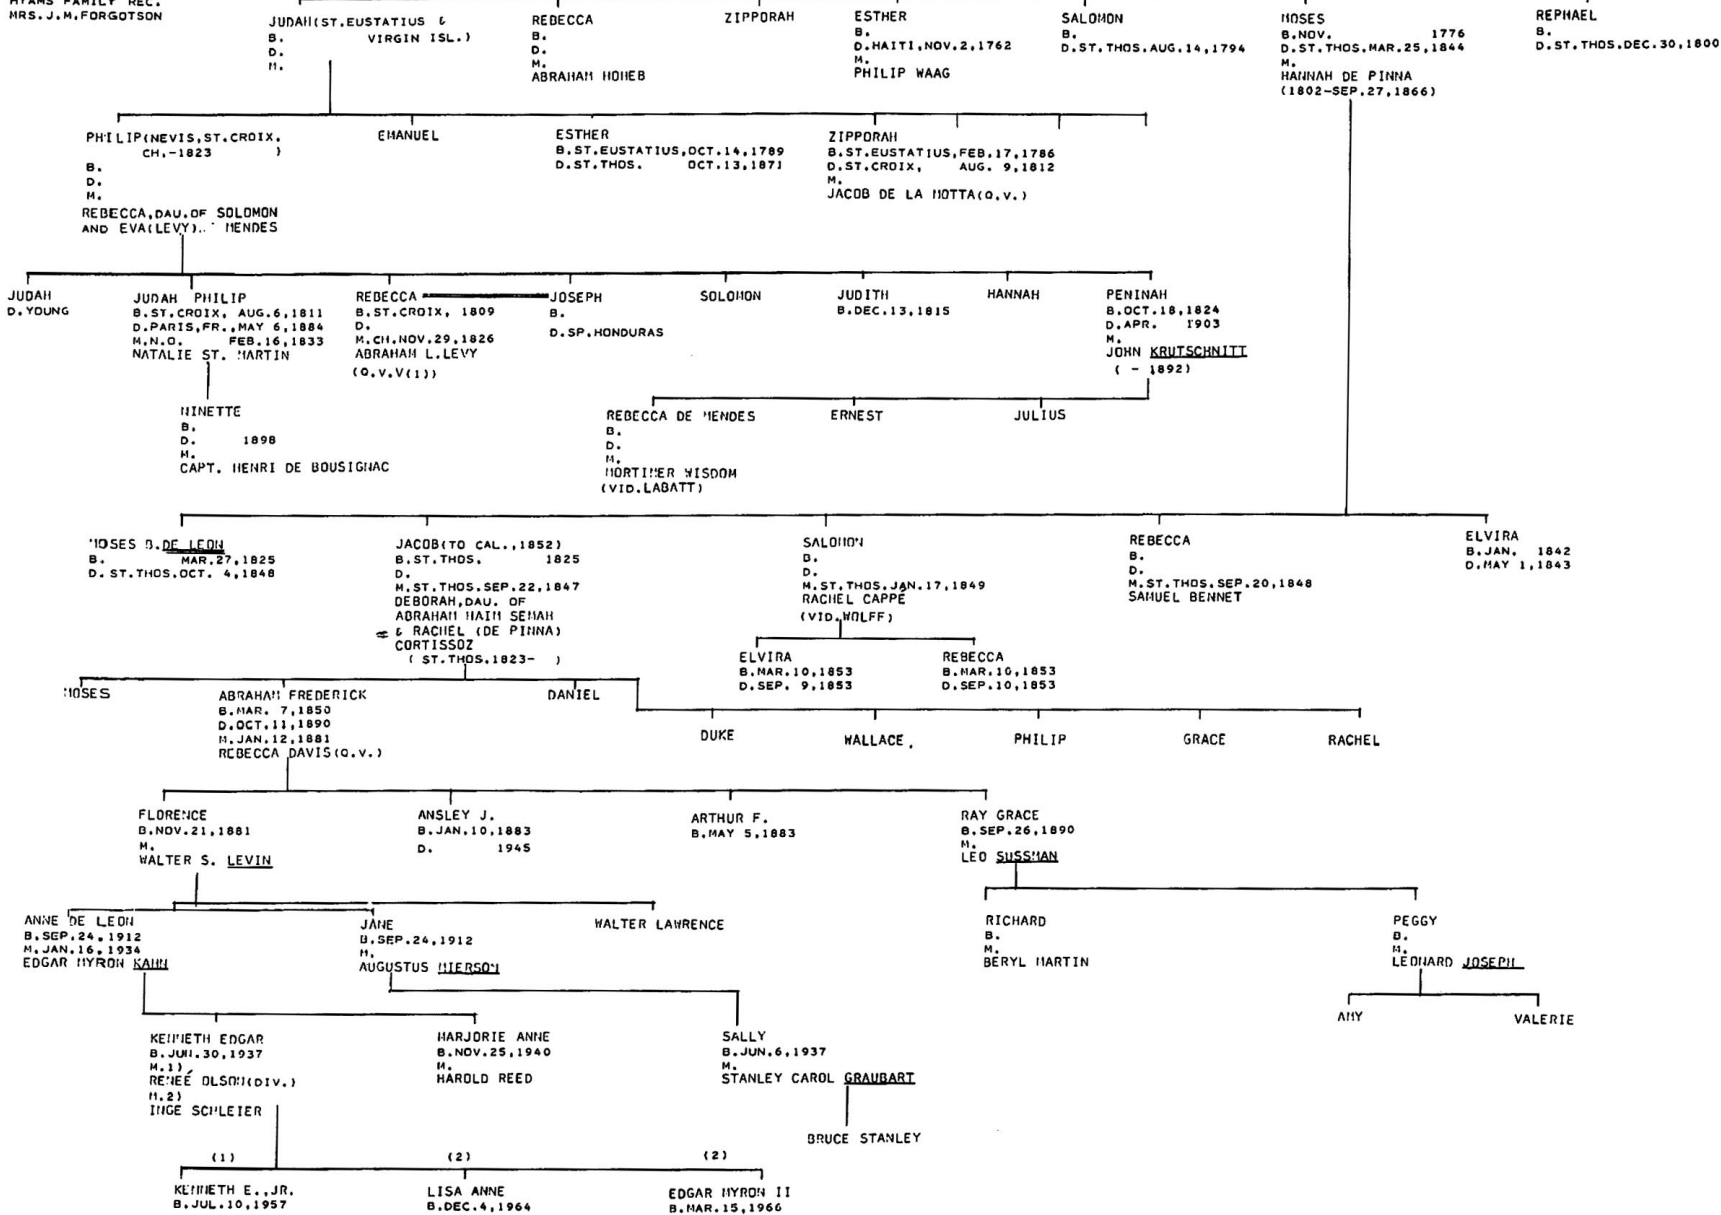 HYAMS FAMILY REC.
MRS.J.M.FORGOTSON
JUDAH(ST.EUSTATIUS &
B. VIRGIN ISL.)
D.
M.
REBECCA
B.
D.
M.
ABRAHAM HOHEB
ZIPPORAH
ESTHER
B.
D.HAITI,NOV.2,1762
M.
PHILIP WAAG
SALOMON
B.
D.ST.THOS.AUG.14,1794
MOSES
B.NOV. 1776
D.ST.THOS.MAR.25,1844
M.
HANNAH DE PINNA
(1802-SEP.27,1866)
REPHAEL
B.
D.ST.THOS.DEC.30,1800
PHILIP(NEVIS,ST.CROIX,
CH.-1823 )
B.
D.
M.
REBECCA,DAU.OF SOLOMON
AND EVA(LEVY).. MENDES
EMANUEL
ESTHER
B.ST.EUSTATIUS,OCT.14,1789
D.ST.THOS. OCT.13,1871
ZIPPORAH
B.ST.EUSTATIUS,FEB.17,1786
D.ST.CROIX, AUG. 9,1812
M.
JACOB DE LA MOTTA(Q.V.)
JUDAH
D.YOUNG
JUDAH PHILIP
B.ST.CROIX, AUG.6,1811
D.PARIS,FR.,MAY 6,1884
M.N.O. FEB.16,1833
NATALIE ST. MARTIN
REBECCA
B.ST.CROIX, 1809
D.
M.CH.NOV.29,1826
ABRAHAM L.LEVY
(Q.V.V(1))
JOSEPH
B.
D.SP.HONDURAS
SOLOMON
JUDITH
B.DEC.13,1815
HANNAH
PENINAH
B.OCT.18,1824
D.APR. 1903
M.
JOHN KRUTSCHNITT
( - 1892)
NINETTE
B.
D. 1898
M.
CAPT. HENRI DE BOUSIGNAC
REBECCA DE MENDES
B.
D.
M.
MORTIMER WISDOM
(VID.LABATT)
ERNEST
JULIUS
MOSES B.DE LEON
B. MAR.27,1825
D. ST.THOS.OCT. 4,1848
JACOB(TO CAL.,1852)
B.ST.THOS. 1825
D.
M.ST.THOS.SEP.22,1847
DEBORAH,DAU. OF
ABRAHAM HAIM SEMAH
& RACHEL (DE PINNA)
CORTISSOZ
( ST.THOS.1823- )
SALOMON
B.
D.
M.ST.THOS.JAN.17,1849
RACHEL CAPPÉ
(VID.WOLFF)
REBECCA
B.
D.
M.ST.THOS.SEP.20,1848
SAMUEL BENNET
ELVIRA
B.JAN. 1842
D.MAY 1,1843
ELVIRA
B.MAR.10,1853
D.SEP. 9,1853
REBECCA
B.MAR.10,1853
D.SEP.10,1853
MOSES
ABRAHAM FREDERICK
B.MAR. 7,1850
D.OCT.11,1890
M.JAN.12,1881
REBECCA DAVIS(Q.V.)
DANIEL
DUKE
WALLACE.
PHILIP
GRACE
RACHEL
FLORENCE
B.NOV.21,1881
M.
WALTER S. LEVIN
ANSLEY J.
B.JAN.10,1883
D. 1945
ARTHUR F.
B.MAY 5,1883
RAY GRACE
B.SEP.26,1890
M.
LEO SUSSMAN
ANNE DE LEON
B.SEP.24,1912
M.JAN.16,1934
EDGAR MYRON KAHN
JANE
B.SEP.24,1912
M.
AUGUSTUS MIERSON
WALTER LAWRENCE
RICHARD
B.
M.
BERYL MARTIN
PEGGY
B.
M.
LEONARD JOSEPH
AMY
VALERIE
KENNETH EDGAR
B.JUN.30,1937
M.1)
RENEÉ OLSON(DIV.)
M.2)
INGE SCHLEIER
MARJORIE ANNE
B.NOV.25,1940
M.
HAROLD REED
SALLY
B.JUN.6,1937
M.
STANLEY CAROL GRAUBART
BRUCE STANLEY
(1) (2) (2)
KENNETH E.,JR.
B.JUL.10,1957
LISA ANNE
B.DEC.4,1964
EDGAR MYRON II
B.MAR.15,1966